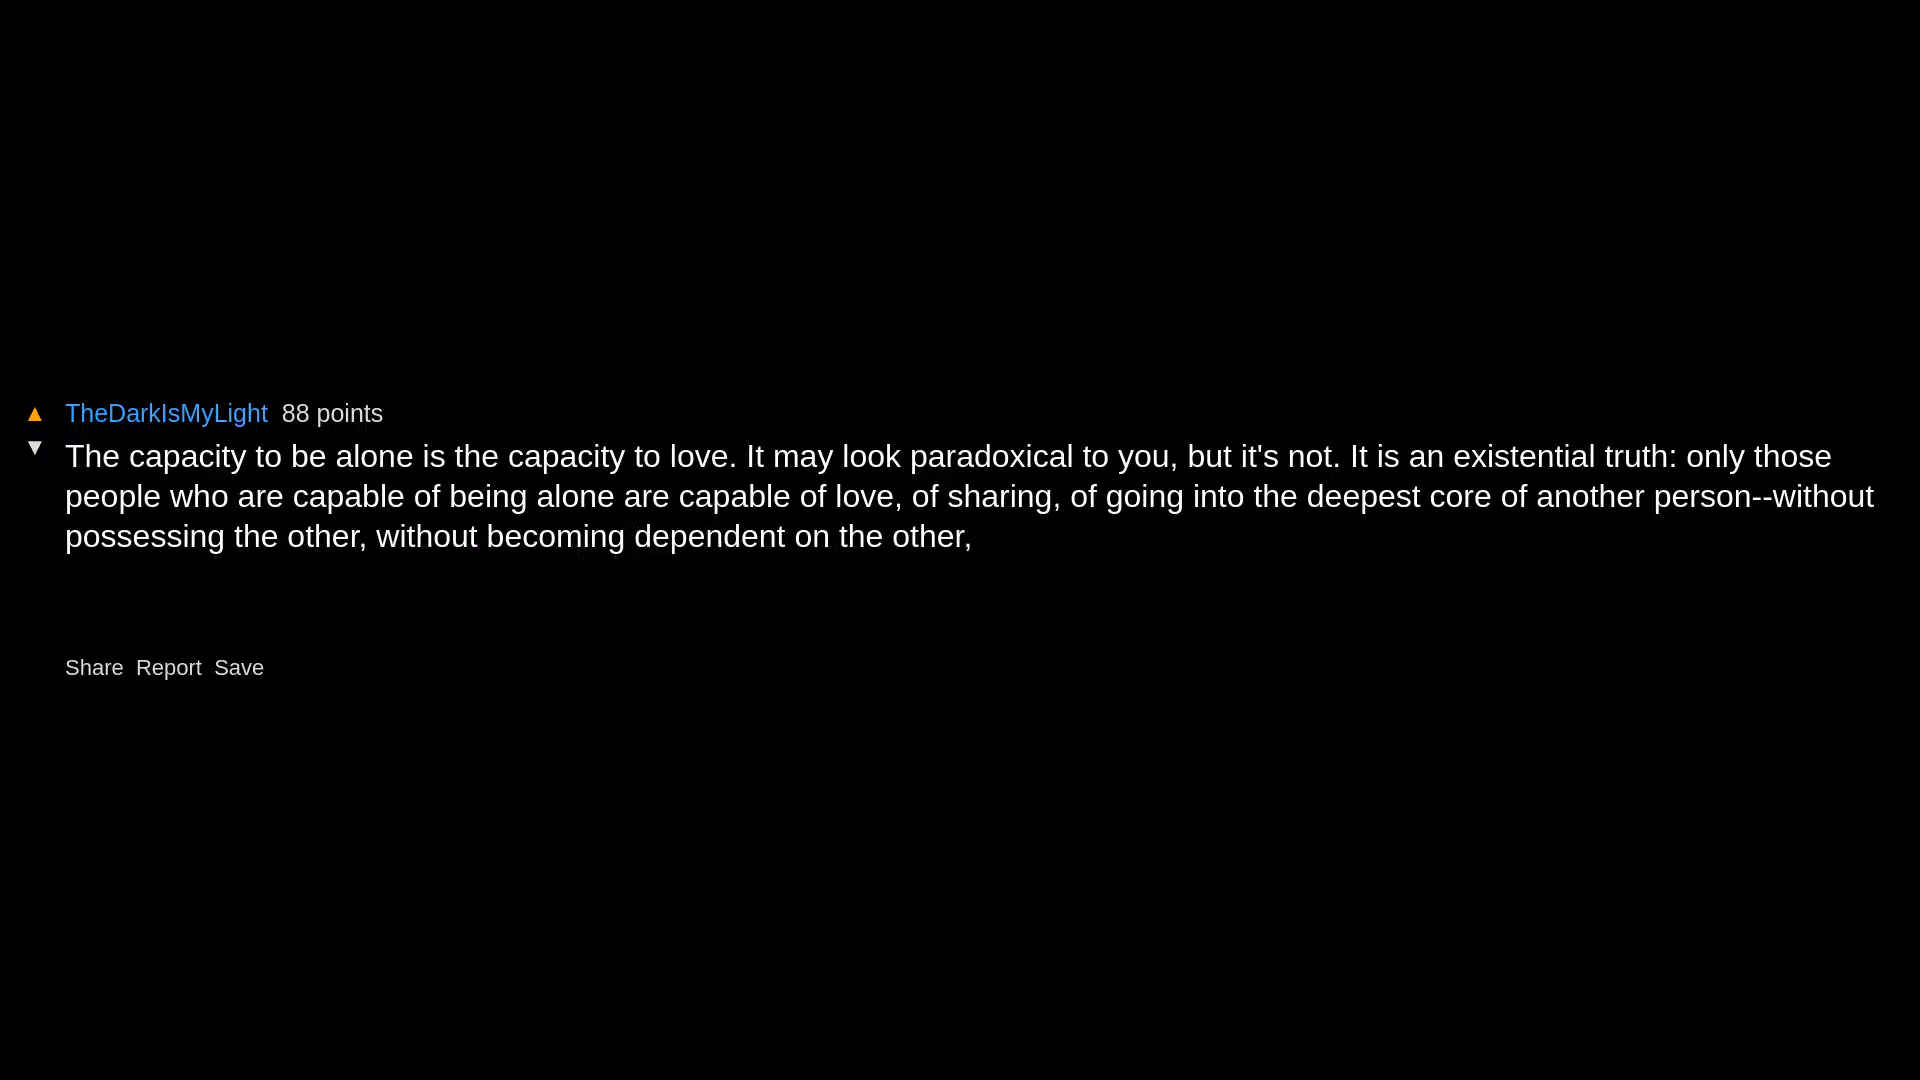 ▲ TheDarkIsMyLight 88 points
▼
The capacity to be alone is the capacity to love. It may look paradoxical to you, but it's not. It is an existential truth: only those
people who are capable of being alone are capable of love, of sharing, of going into the deepest core of another person--without
possessing the other, without becoming dependent on the other,
Share Report Save